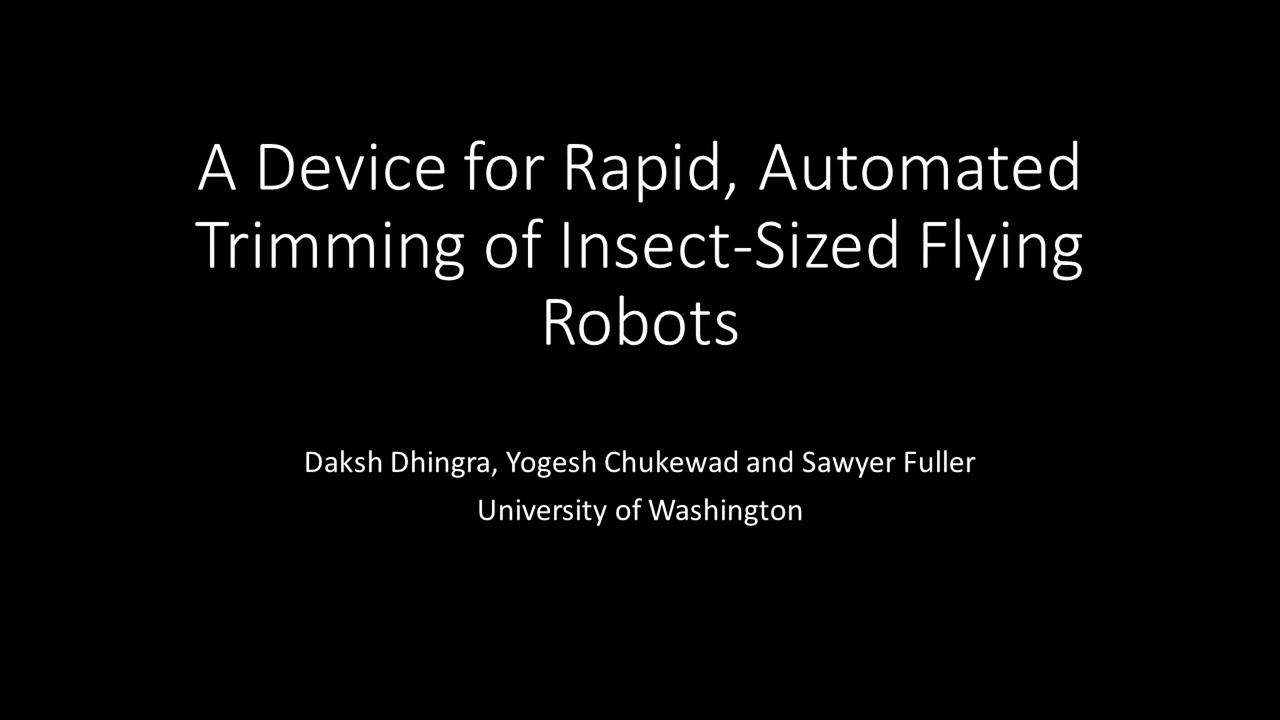 A Device for Rapid, Automated
Trimming of Insect-Sized Flying
Robots
Daksh Dhingra, Yogesh Chukewad and Sawyer Fuller
University of Washington